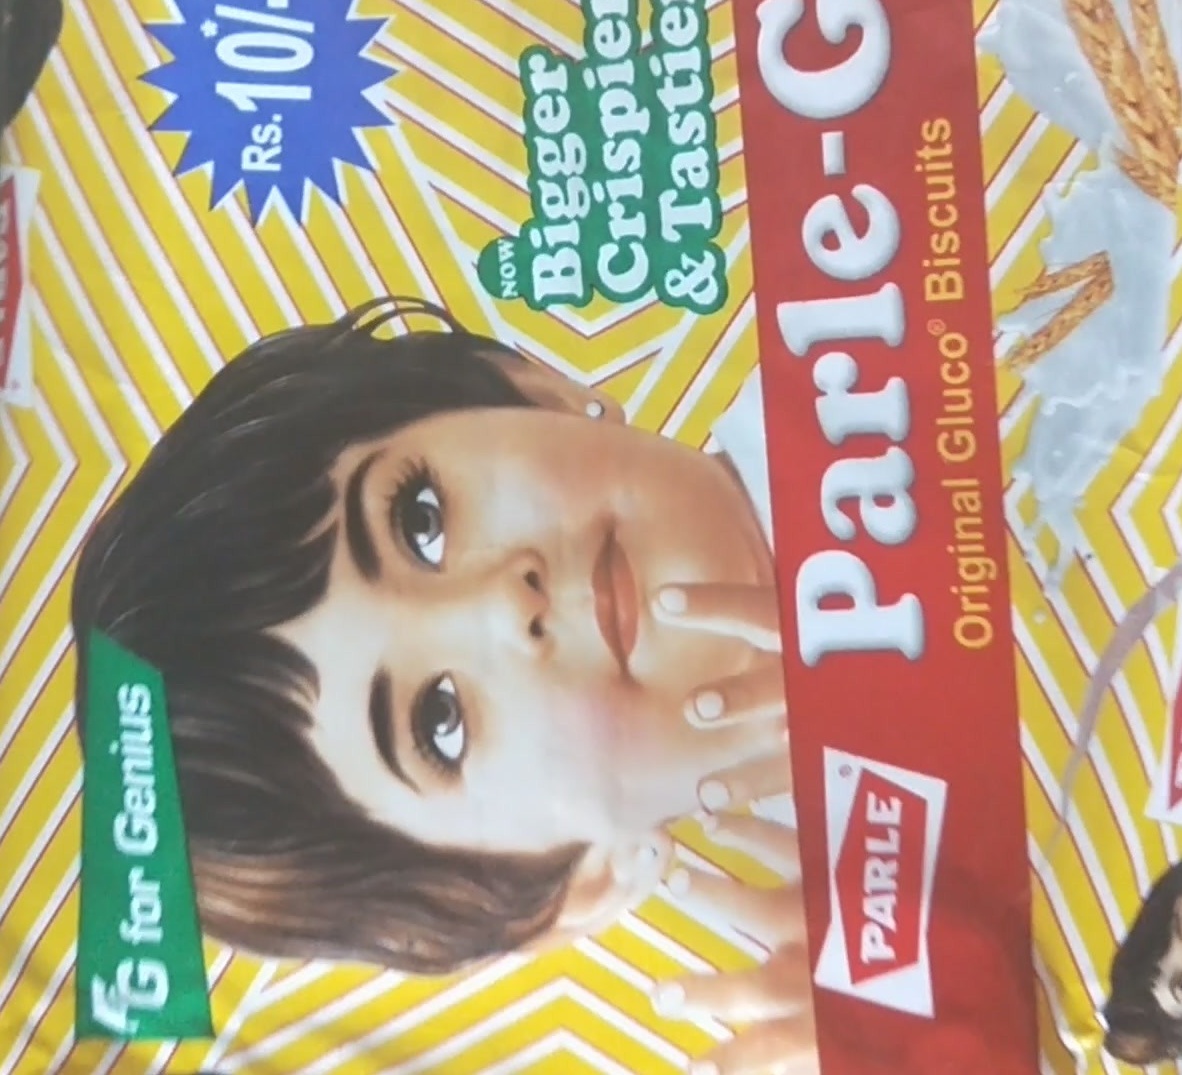 Rs.10/-
NOW
Bigger
Crispier
& Tastier
G for Genius
Parle-G
Original Gluco® Biscuits
PARLE
®